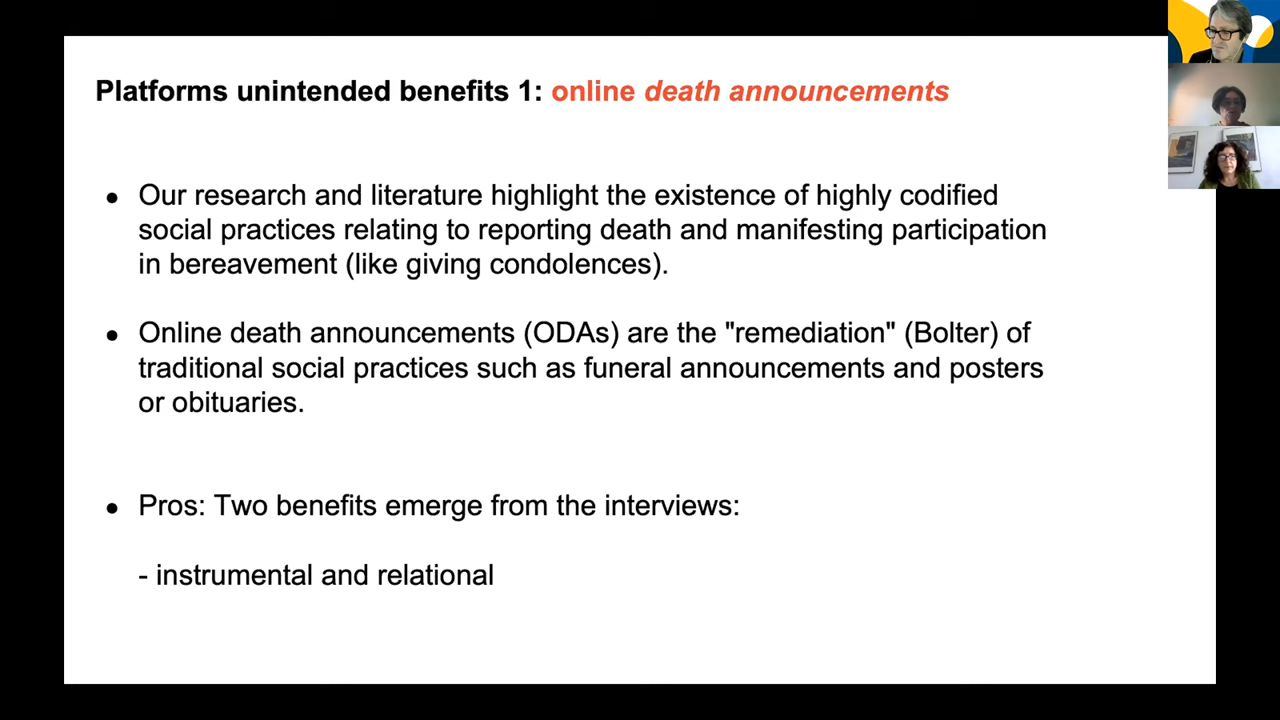 Platforms unintended benefits 1: online death announcements
● Our research and literature highlight the existence of highly codified
social practices relating to reporting death and manifesting participation
in bereavement (like giving condolences).
● Online death announcements (ODAs) are the "remediation" (Bolter) of
traditional social practices such as funeral announcements and posters
or obituaries.
● Pros: Two benefits emerge from the interviews:
- instrumental and relational